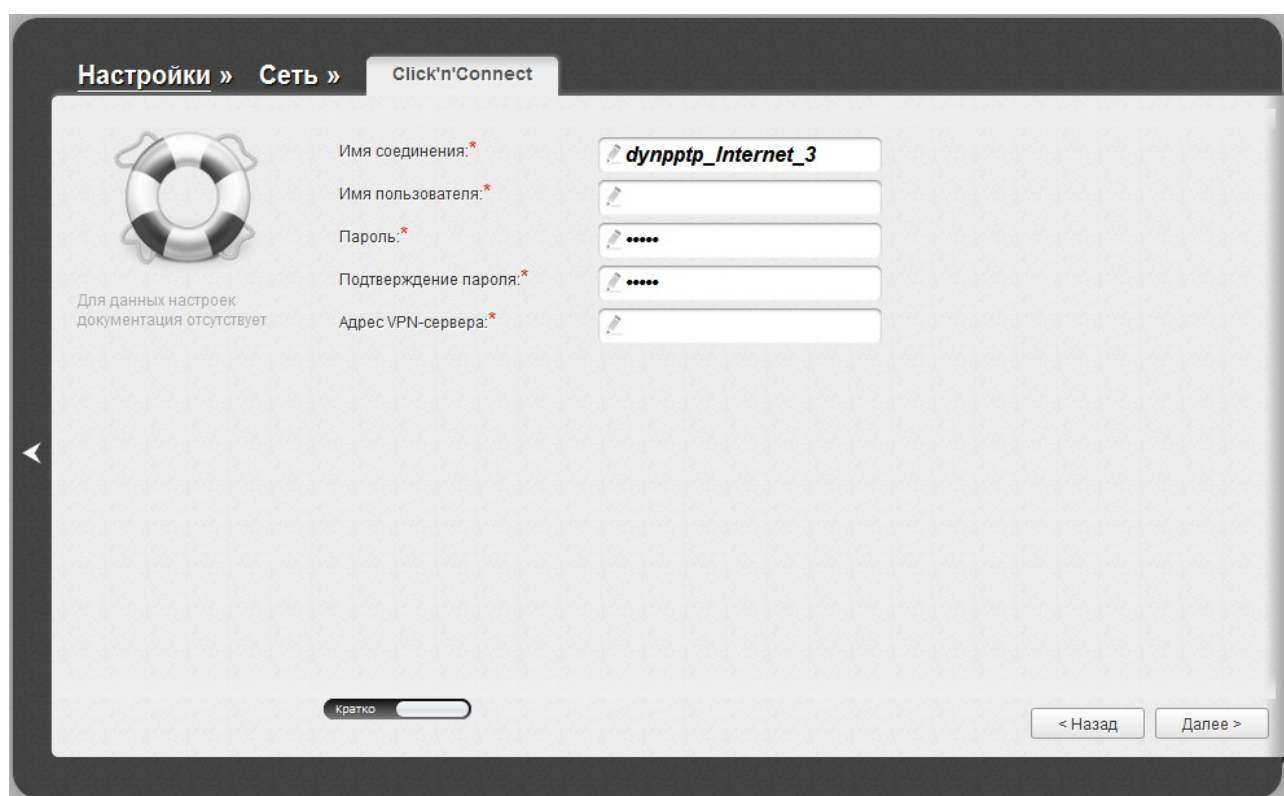 Настройки » Сеть » Click'n'Connect
Имя соединения:* dynpptp_Internet_3
Имя пользователя:*
Пароль:* •••••
Подтверждение пароля:* •••••
Адрес VPN-сервера:*
Для данных настроек
документация отсутствует
Кратко
< Назад Далее >